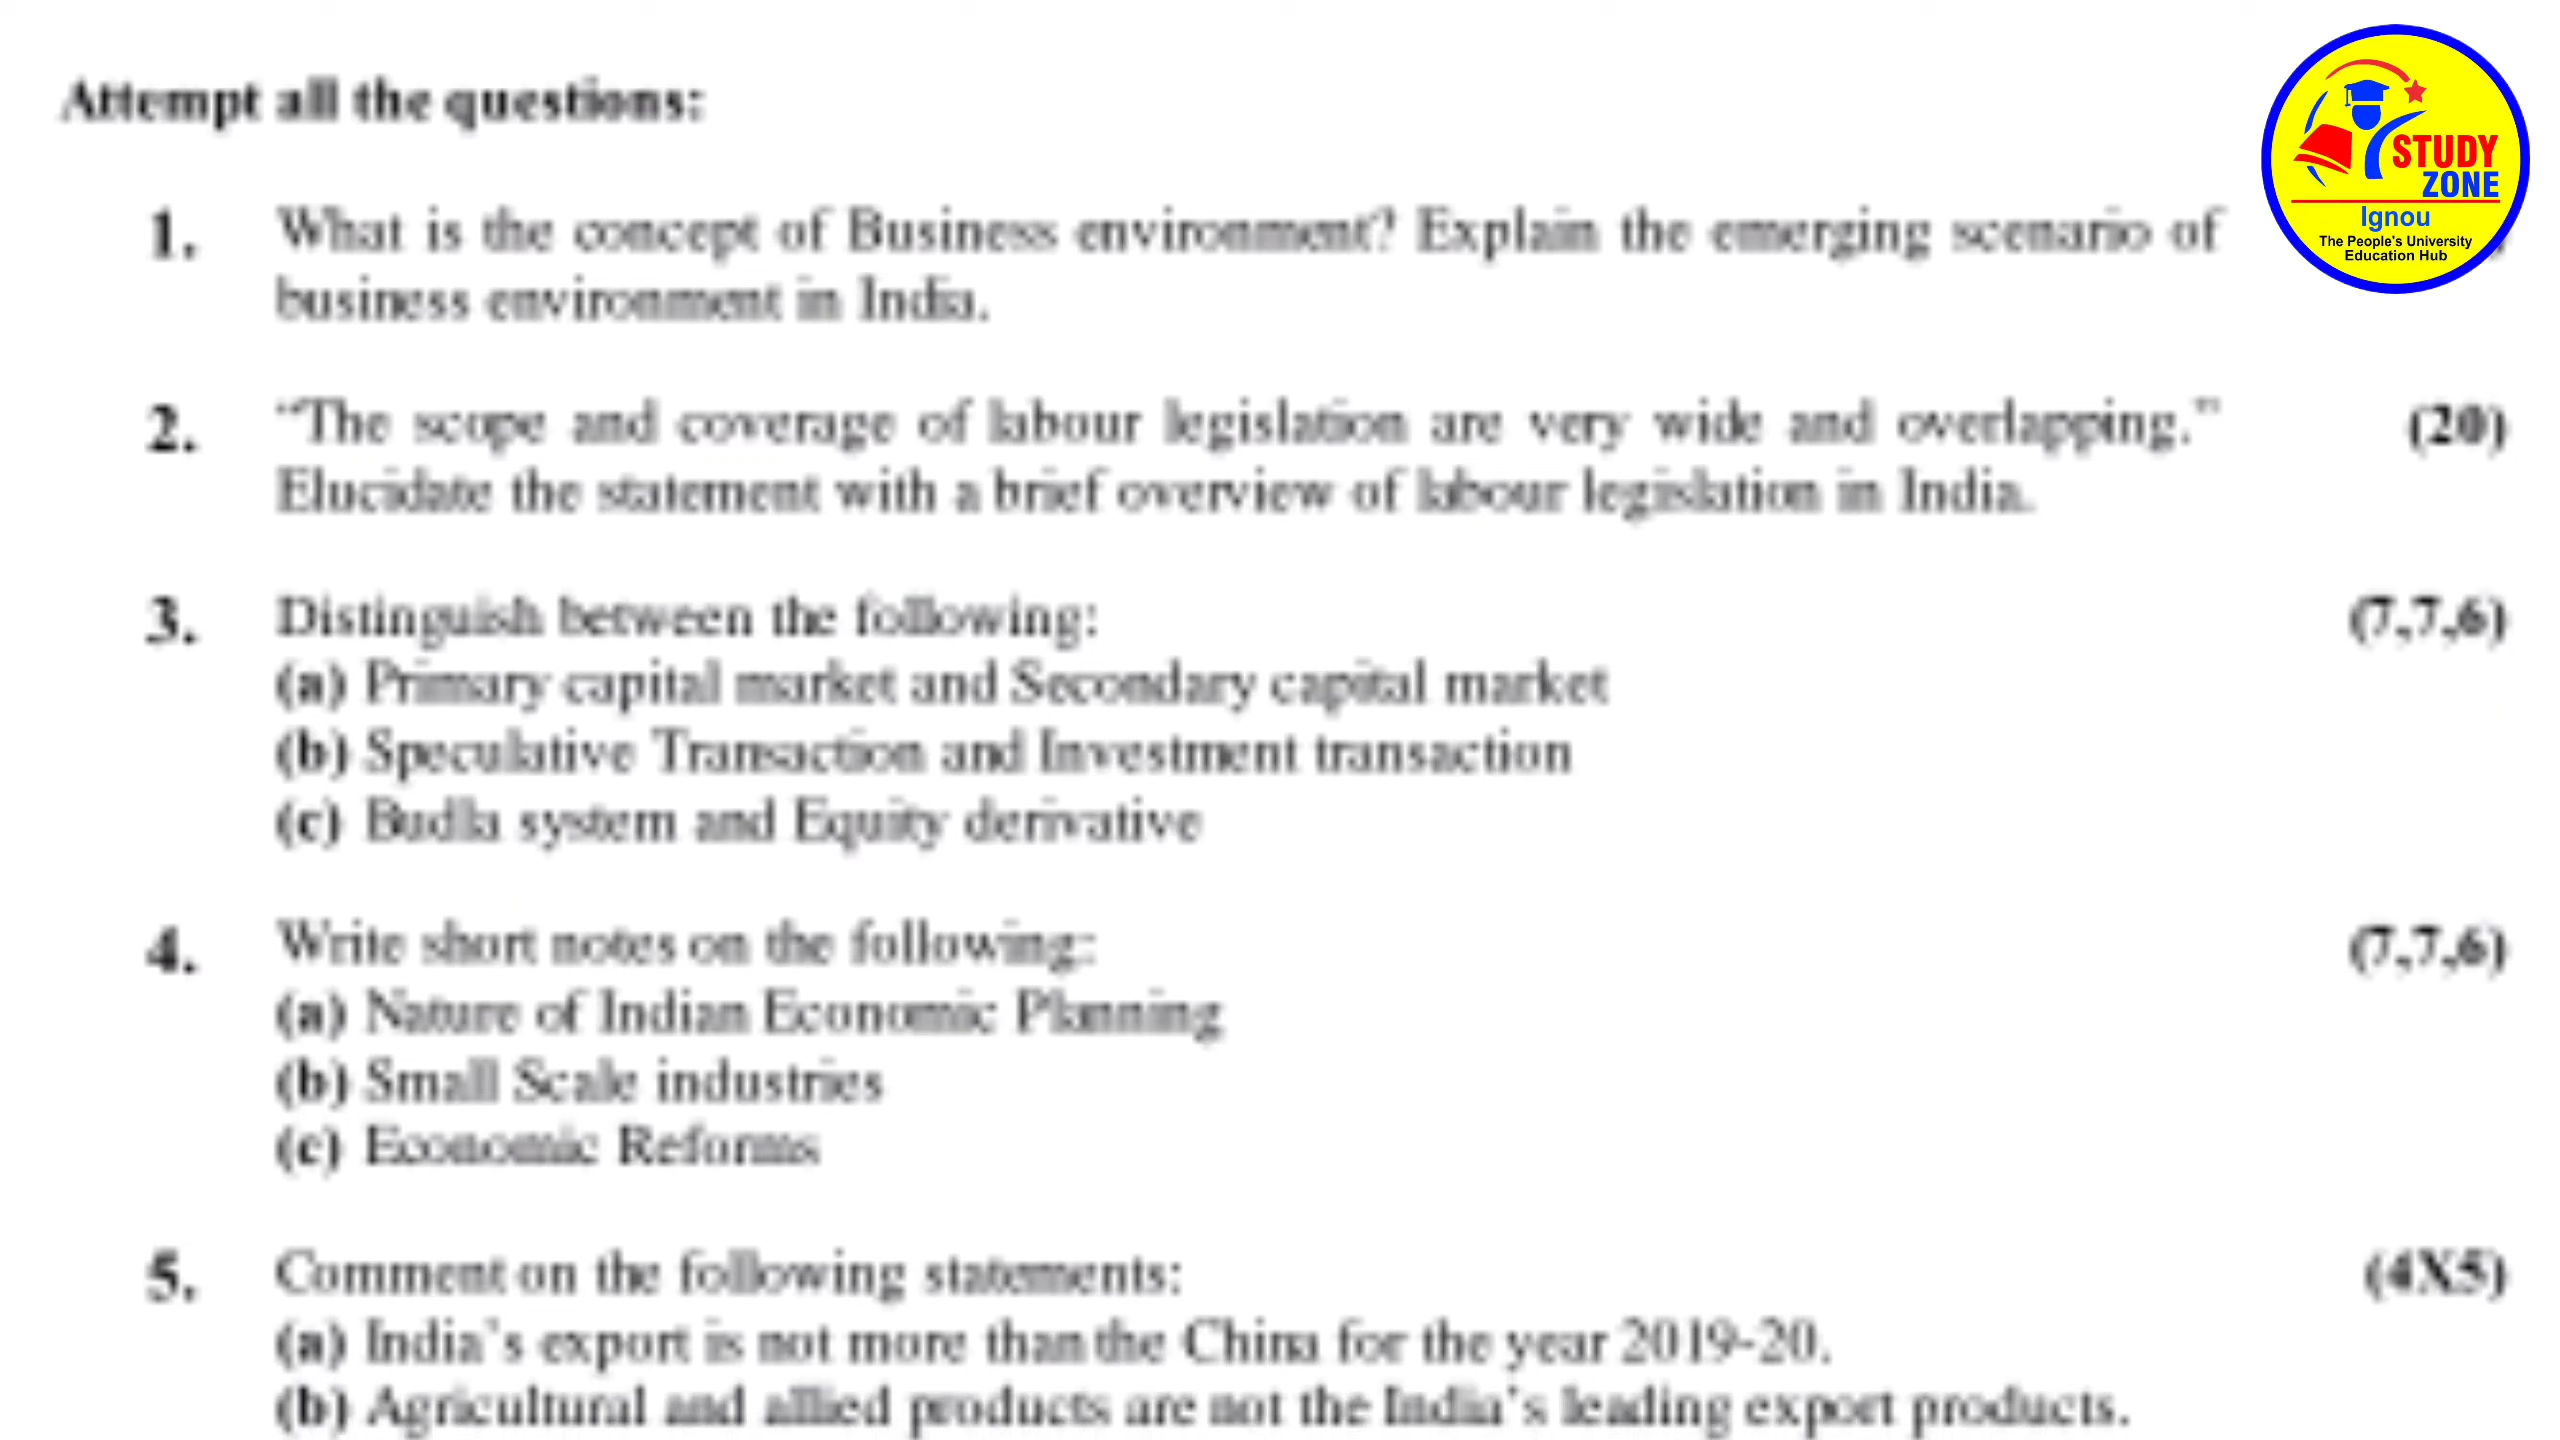 Attempt all the questions:
1. What is the concept of Business environment? Explain the emerging scenario of
business environment in India.
2. “The scope and coverage of labour legislation are very wide and overlapping.” (20)
Elucidate the statement with a brief overview of labour legislation in India.
3. Distinguish between the following: (7,7,6)
(a) Primary capital market and Secondary capital market
(b) Speculative Transaction and Investment transaction
(c) Budla system and Equity derivative
4. Write short notes on the following: (7,7,6)
(a) Nature of Indian Economic Planning
(b) Small Scale industries
(c) Economic Reforms
5. Comment on the following statements: (4X5)
(a) India's export is not more than the China for the year 2019-20.
(b) Agricultural and allied products are not the India's leading export products.
STUDY
ZONE
Ignou
The People's University
Education Hub